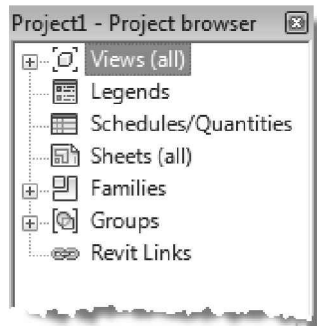 Project1 - Project browser
Views (all)
Legends
Schedules/Quantities
Sheets (all)
Families
Groups
Revit Links